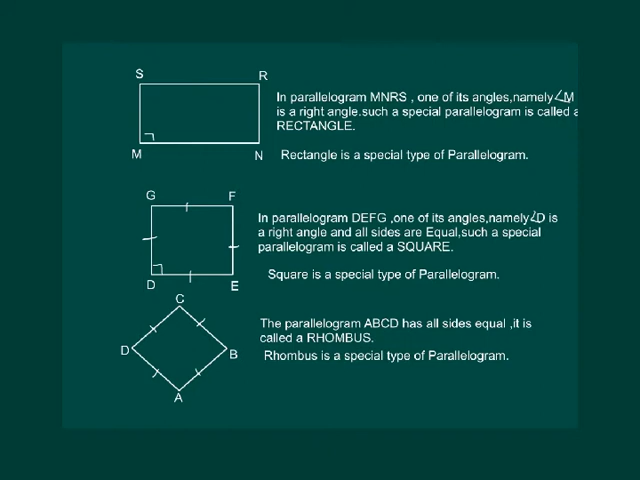 S R
In parallelogram MNRS , one of its angles,namely∠M
is a right angle.such a special parallelogram is called a
RECTANGLE.
M N Rectangle is a special type of Parallelogram.
G F
In parallelogram DEFG ,one of its angles,namely∠D is
a right angle and all sides are Equal,such a special
parallelogram is called a SQUARE.
Square is a special type of Parallelogram.
D E
C
The parallelogram ABCD has all sides equal ,it is
called a RHOMBUS.
D B Rhombus is a special type of Parallelogram.
A